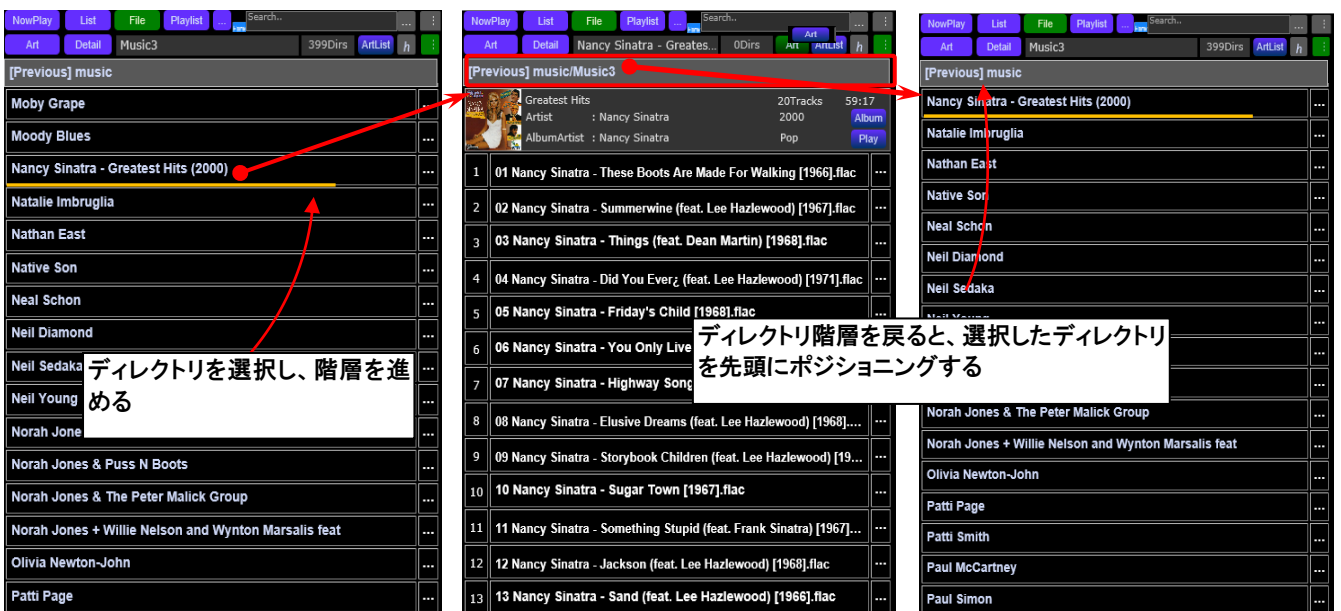 NowPlay List File Playlist ... Search.. ...
Art Detail Music3 399Dirs ArtList h
[Previous] music
Moby Grape ...
Moody Blues ...
Nancy Sinatra - Greatest Hits (2000) ...
Natalie Imbruglia ...
Nathan East ...
Native Son ...
Neal Schon ...
Neil Diamond ...
Neil Sedaka ...
Neil Young ...
Norah Jone ...
Norah Jones & Puss N Boots ...
Norah Jones & The Peter Malick Group ...
Norah Jones + Willie Nelson and Wynton Marsalis feat ...
Olivia Newton-John ...
Patti Page ...
ディレクトリを選択し、階層を進
める
NowPlay List File Playlist ... Search.. ...
Art
Art Detail Nancy Sinatra - Greates... 0Dirs Art ArtList h
[Previous] music/Music3
Greatest Hits 20Tracks 59:17
Artist : Nancy Sinatra 2000 Album
AlbumArtist : Nancy Sinatra Pop Play
1 01 Nancy Sinatra - These Boots Are Made For Walking [1966].flac ...
2 02 Nancy Sinatra - Summerwine (feat. Lee Hazlewood) [1967].flac ...
3 03 Nancy Sinatra - Things (feat. Dean Martin) [1968].flac ...
4 04 Nancy Sinatra - Did You Ever¿ (feat. Lee Hazlewood) [1971].flac ...
5 05 Nancy Sinatra - Friday's Child [1968].flac ...
6 06 Nancy Sinatra - You Only Live
7 07 Nancy Sinatra - Highway Song
8 08 Nancy Sinatra - Elusive Dreams (feat. Lee Hazlewood) [1968].... ...
9 09 Nancy Sinatra - Storybook Children (feat. Lee Hazlewood) [19... ...
10 10 Nancy Sinatra - Sugar Town [1967].flac ...
11 11 Nancy Sinatra - Something Stupid (feat. Frank Sinatra) [1967]... ...
12 12 Nancy Sinatra - Jackson (feat. Lee Hazlewood) [1968].flac ...
13 13 Nancy Sinatra - Sand (feat. Lee Hazlewood) [1966].flac ...
ディレクトリ階層を戻ると、選択したディレクトリ
を先頭にポジショニングする
NowPlay List File Playlist ... Search.. ...
Art Detail Music3 399Dirs ArtList h
[Previous] music
Nancy Sinatra - Greatest Hits (2000) ...
Natalie Imbruglia ...
Nathan East ...
Native Son ...
Neal Schon ...
Neil Diamond ...
Neil Sedaka ...
Norah Jones & The Peter Malick Group ...
Norah Jones + Willie Nelson and Wynton Marsalis feat ...
Olivia Newton-John ...
Patti Page ...
Patti Smith ...
Paul McCartney ...
Paul Simon ...